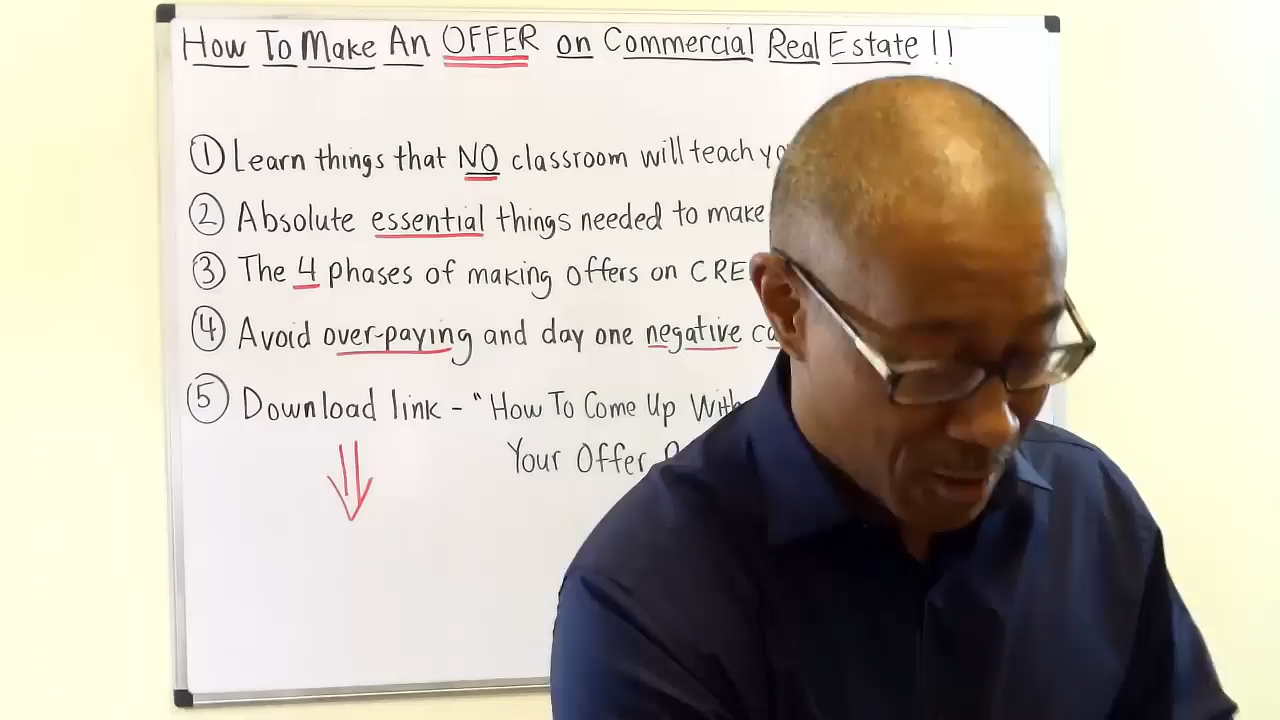 How To Make An OFFER on Commercial Real Estate !!
① Learn things that NO classroom will teach
② Absolute essential things needed to make
③ The 4 phases of making offers on CRE
④ Avoid over-paying and day one negative
⑤ Download link - "How To Come Up With
Your Offer